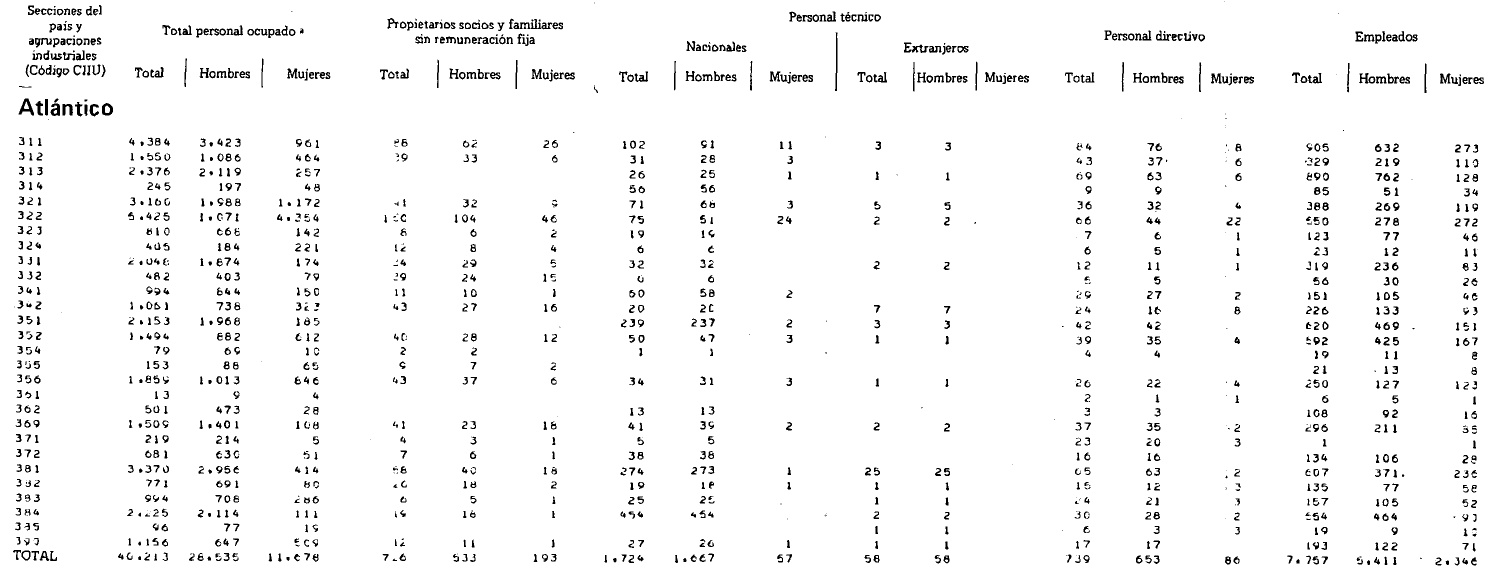 Secciones del país y agrupaciones industriales (Código CIIU)
Total personal ocupado a
Propietarios socios y familiares sin remuneración fija
Personal técnico
Nacionales
Extranjeros
Personal directivo
Empleados
Total Hombres Mujeres Total Hombres Mujeres Total Hombres Mujeres Total Hombres Mujeres Total Hombres Mujeres Total Hombres Mujeres
Atlántico
311 4.384 3.423 961 88 62 26 102 91 11 3 3 84 76 8 905 632 273
312 1.550 1.086 464 39 33 6 31 28 3 43 37 6 329 219 110
313 2.376 2.119 257 26 25 1 1 1 69 63 6 890 762 128
314 245 197 48 56 56 9 9 85 51 34
321 3.160 1.988 1.172 41 32 9 71 68 3 5 5 36 32 4 388 269 119
322 5.425 1.071 4.354 150 104 46 75 51 24 2 2 66 44 22 550 278 272
323 810 668 142 8 6 2 19 19 7 6 1 123 77 46
324 405 184 221 12 8 4 6 6 6 5 1 23 12 11
331 2.048 1.874 174 34 29 5 32 32 2 2 12 11 1 319 236 83
332 482 403 79 39 24 15 6 6 5 5 56 30 26
341 994 844 150 11 10 1 60 58 2 29 27 2 151 105 46
342 1.061 738 323 43 27 16 20 20 7 7 24 16 8 226 133 93
351 2.153 1.968 185 239 237 2 3 3 42 42 620 469 151
352 1.494 882 612 40 28 12 50 47 3 1 1 39 35 4 592 425 167
354 79 69 10 2 2 1 1 4 4 19 11 8
355 153 88 65 9 7 2 21 13 8
356 1.859 1.013 846 43 37 6 34 31 3 1 1 26 22 4 250 127 123
361 13 9 4 2 1 1 6 5 1
362 501 473 28 13 13 3 3 108 92 16
369 1.509 1.401 108 41 23 18 41 39 2 2 2 37 35 2 296 211 85
371 219 214 5 4 3 1 5 5 23 20 3 1 1
372 681 630 51 7 6 1 38 38 16 16 134 106 28
381 3.370 2.956 414 58 40 18 274 273 1 25 25 65 63 2 607 371 236
382 771 691 80 20 18 2 19 18 1 1 1 15 12 3 135 77 58
383 994 708 286 6 5 1 25 25 1 1 24 21 3 157 105 52
384 2.225 2.114 111 19 18 1 454 454 2 2 30 28 2 554 464 90
385 96 77 19 1 1 6 3 3 19 9 10
390 1.156 647 509 12 11 1 27 26 1 1 1 17 17 193 122 71
TOTAL 40.213 28.535 11.678 726 533 193 1.724 1.667 57 58 58 739 653 86 7.757 5.411 2.346